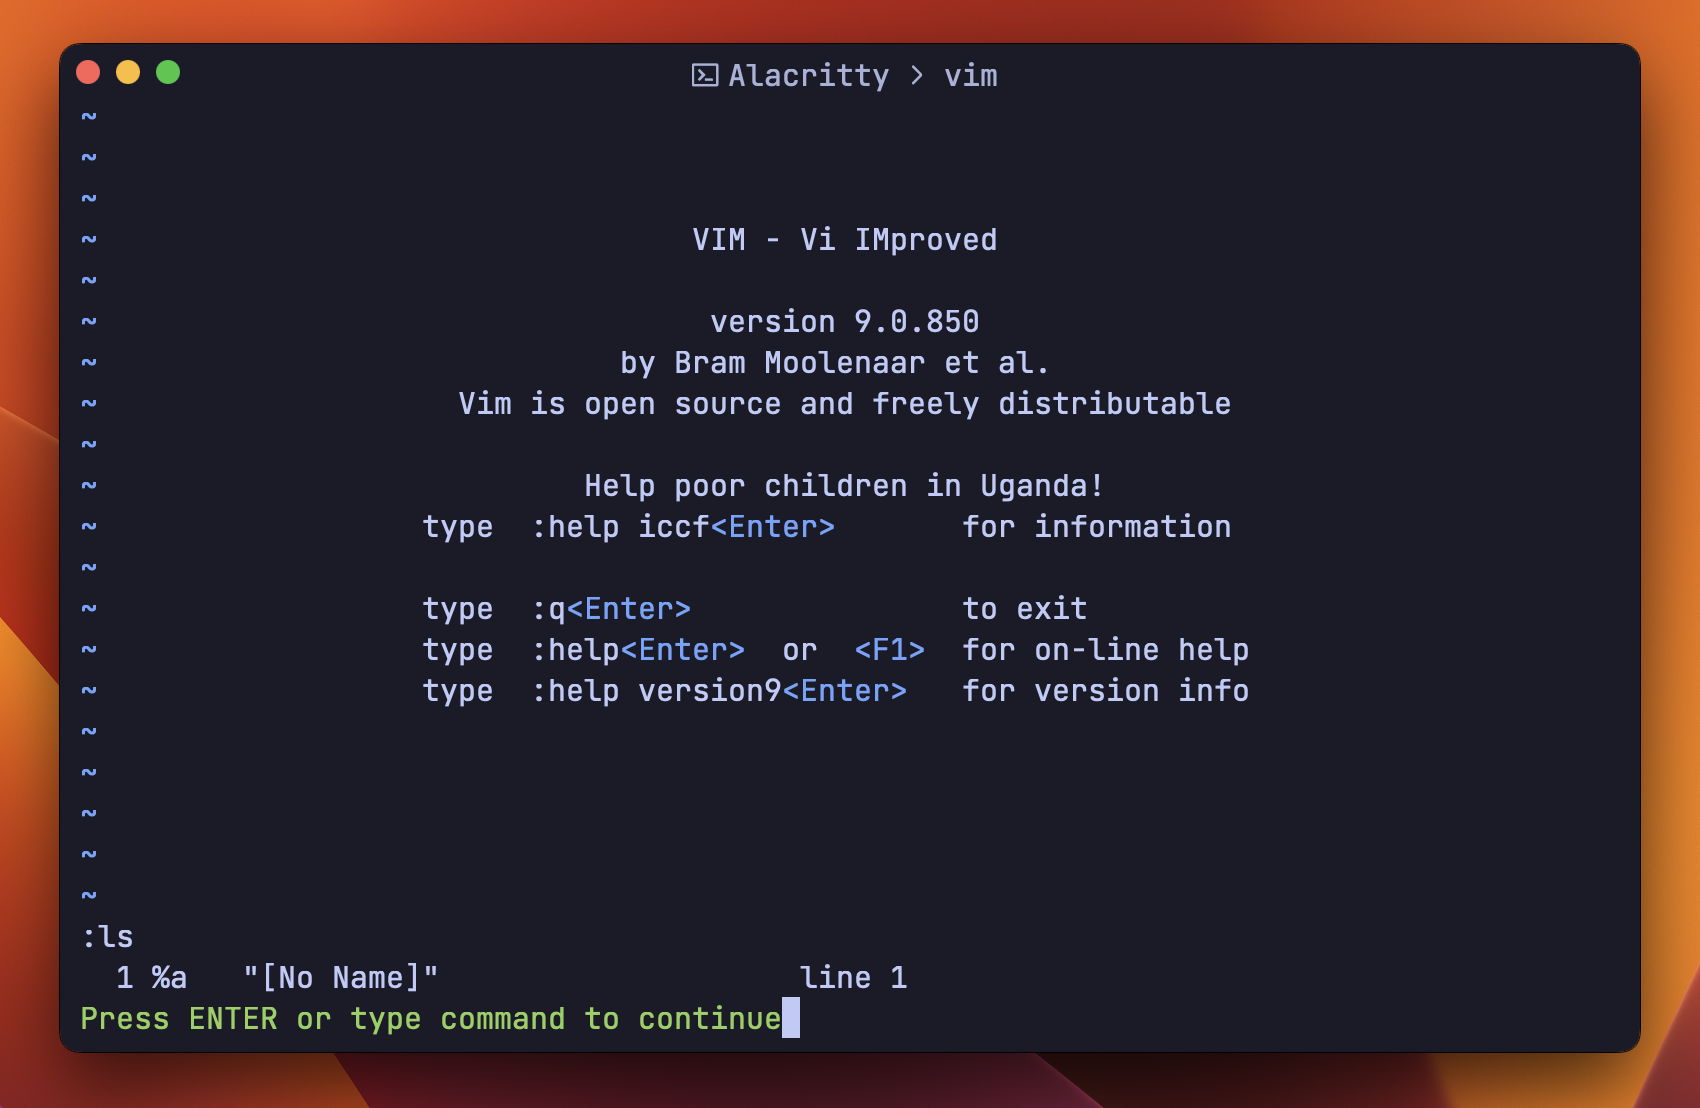 Alacritty > vim
~
~
~
~ VIM - Vi IMproved
~
~ version 9.0.850
~ by Bram Moolenaar et al.
~ Vim is open source and freely distributable
~
~ Help poor children in Uganda!
~ type  :help iccf<Enter>       for information
~
~ type  :q<Enter>               to exit
~ type  :help<Enter>  or  <F1>  for on-line help
~ type  :help version9<Enter>   for version info
~
~
~
~
~
:ls
  1 %a   "[No Name]"                    line 1
Press ENTER or type command to continue